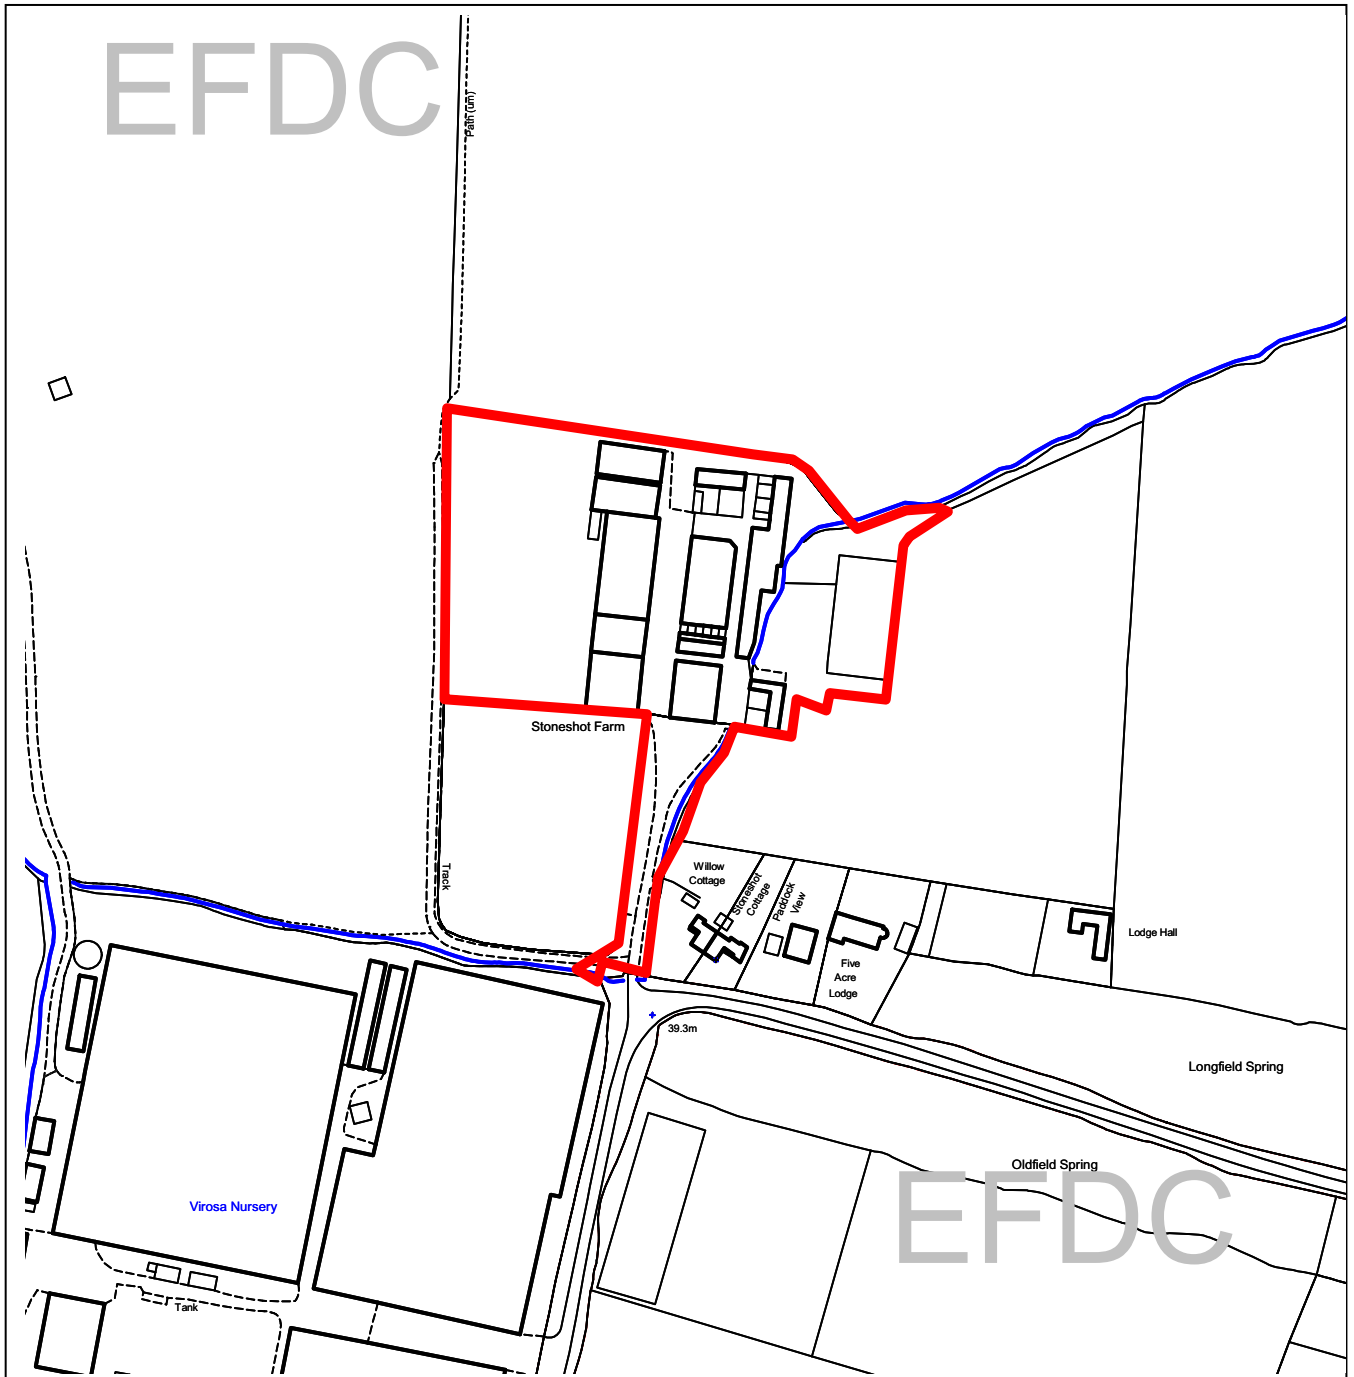 EFDC
Path (um)
Stoneshot Farm
Track
Willow
Cottage
Stoneshot
Cottage
Paddock
View
Five
Acre
Lodge
Lodge Hall
39.3m
Longfield Spring
Oldfield Spring
EFDC
Virosa Nursery
Tank